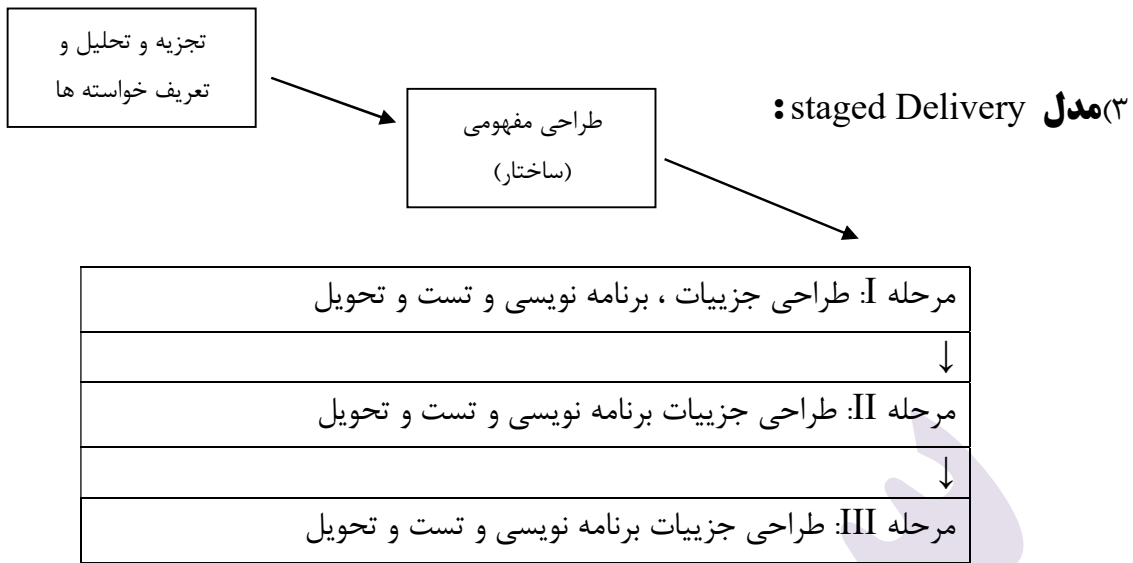 تجزیه و تحلیل و
تعریف خواسته ها
۳)مدل staged Delivery :
طراحی مفهومی
(ساختار)
مرحله I: طراحی جزییات ، برنامه نویسی و تست و تحویل
↓
مرحله II: طراحی جزییات برنامه نویسی و تست و تحویل
↓
مرحله III: طراحی جزییات برنامه نویسی و تست و تحویل